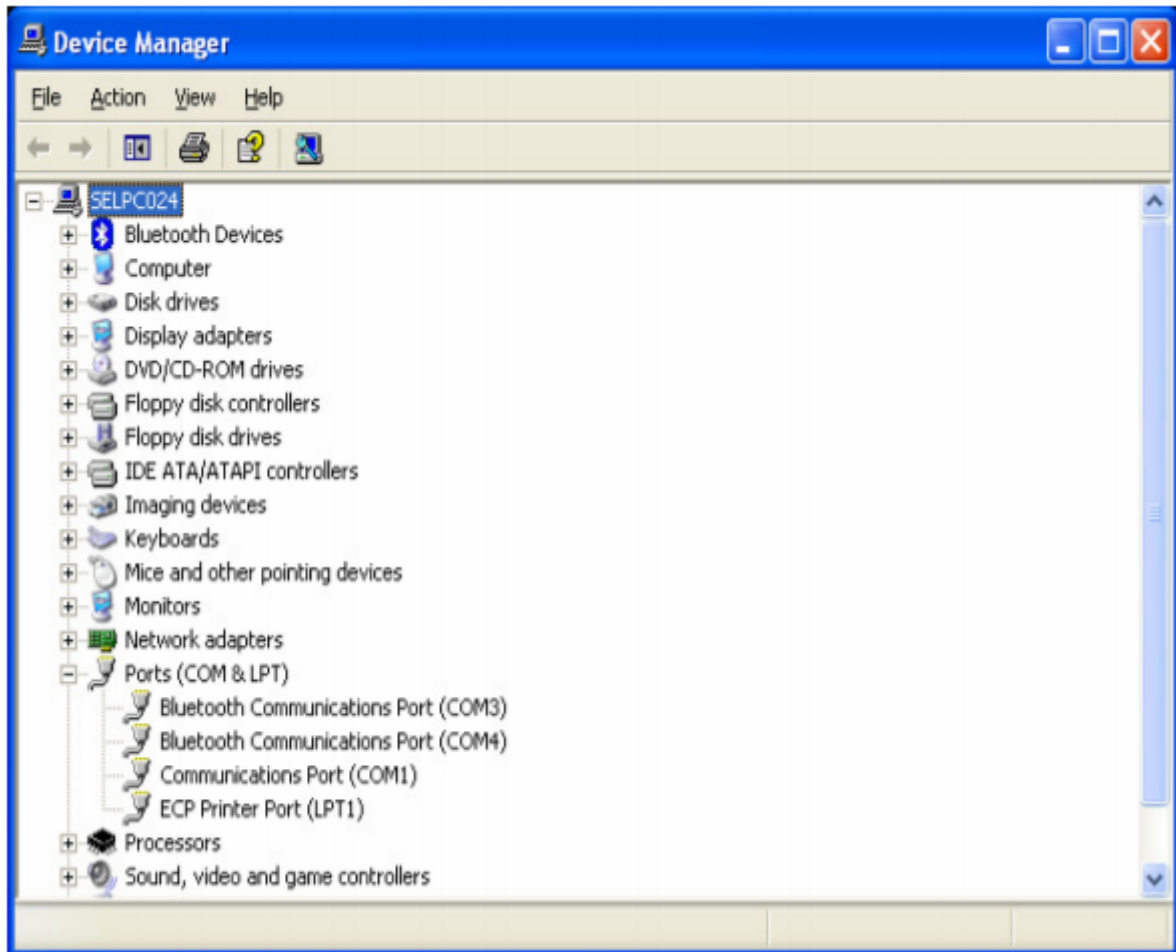 Device Manager
File Action View Help
SELPC024
Bluetooth Devices
Computer
Disk drives
Display adapters
DVD/CD-ROM drives
Floppy disk controllers
Floppy disk drives
IDE ATA/ATAPI controllers
Imaging devices
Keyboards
Mice and other pointing devices
Monitors
Network adapters
Ports (COM & LPT)
Bluetooth Communications Port (COM3)
Bluetooth Communications Port (COM4)
Communications Port (COM1)
ECP Printer Port (LPT1)
Processors
Sound, video and game controllers